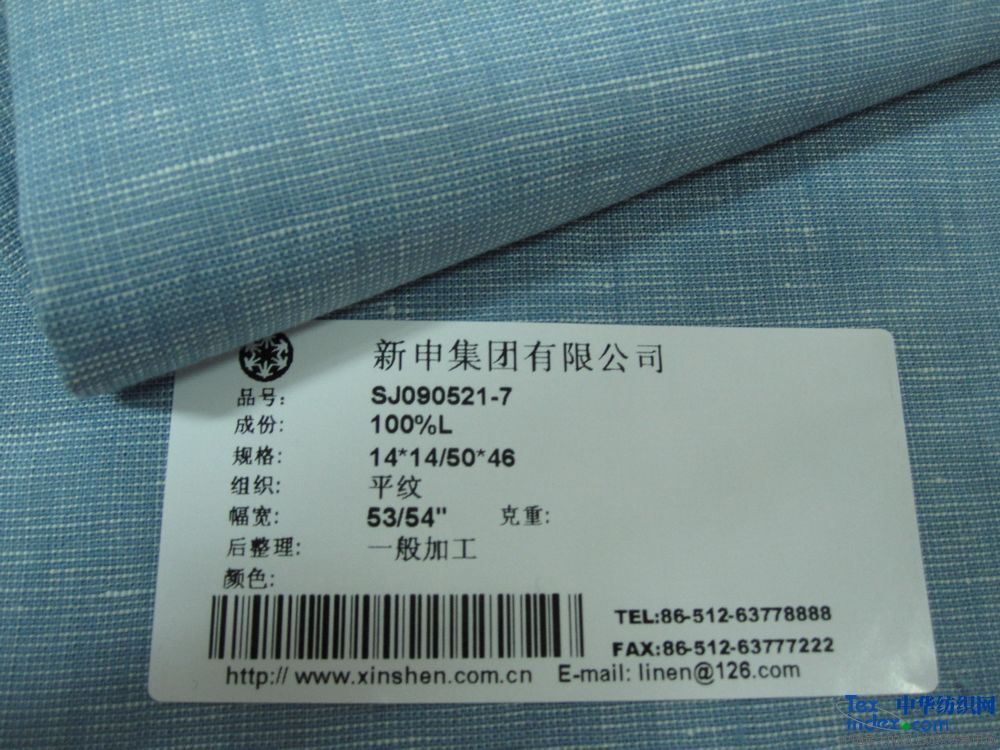 新申集团有限公司
品号: SJ090521-7
成份: 100%L
规格: 14*14/50*46
组织: 平纹
幅宽: 53/54" 克重:
后整理: 一般加工
颜色:
TEL:86-512-63778888
FAX:86-512-63777222
http:// www.xinshen.com.cn E-mail: linen@126.com
Tex 中华纺织网
index.com